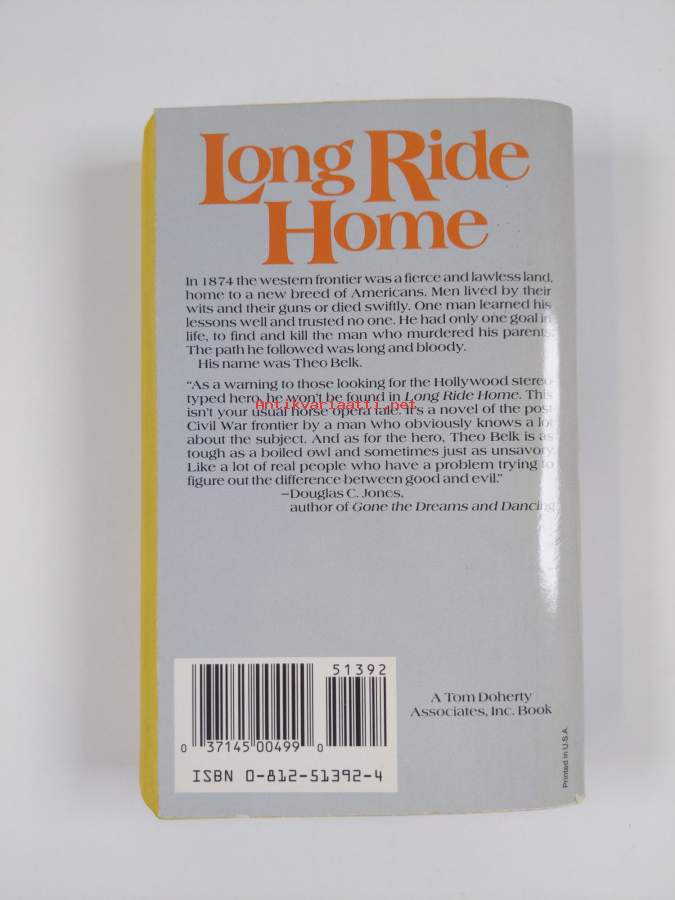 Long Ride
Home
In 1874 the western frontier was a fierce and lawless land,
home to a new breed of Americans. Men lived by their
wits and their guns or died swiftly. One man learned his
lessons well and trusted no one. He had only one goal in
life, to find and kill the man who murdered his parents.
The path he followed was long and bloody.
His name was Theo Belk.
“As a warning to those looking for the Hollywood stereo-
typed hero, he won't be found in Long Ride Home. This
Antikvariaatti.net
isn't your usual horse opera tale. It's a novel of the post
Civil War frontier by a man who obviously knows a lot
about the subject. And as for the hero, Theo Belk is as
tough as a boiled owl and sometimes just as unsavory.
Like a lot of real people who have a problem trying to
figure out the difference between good and evil.”
–Douglas C. Jones,
author of Gone the Dreams and Dancing
51392
0 37145 00499 0
ISBN 0-812-51392-4
A Tom Doherty
Associates, Inc. Book
Printed in U.S.A.